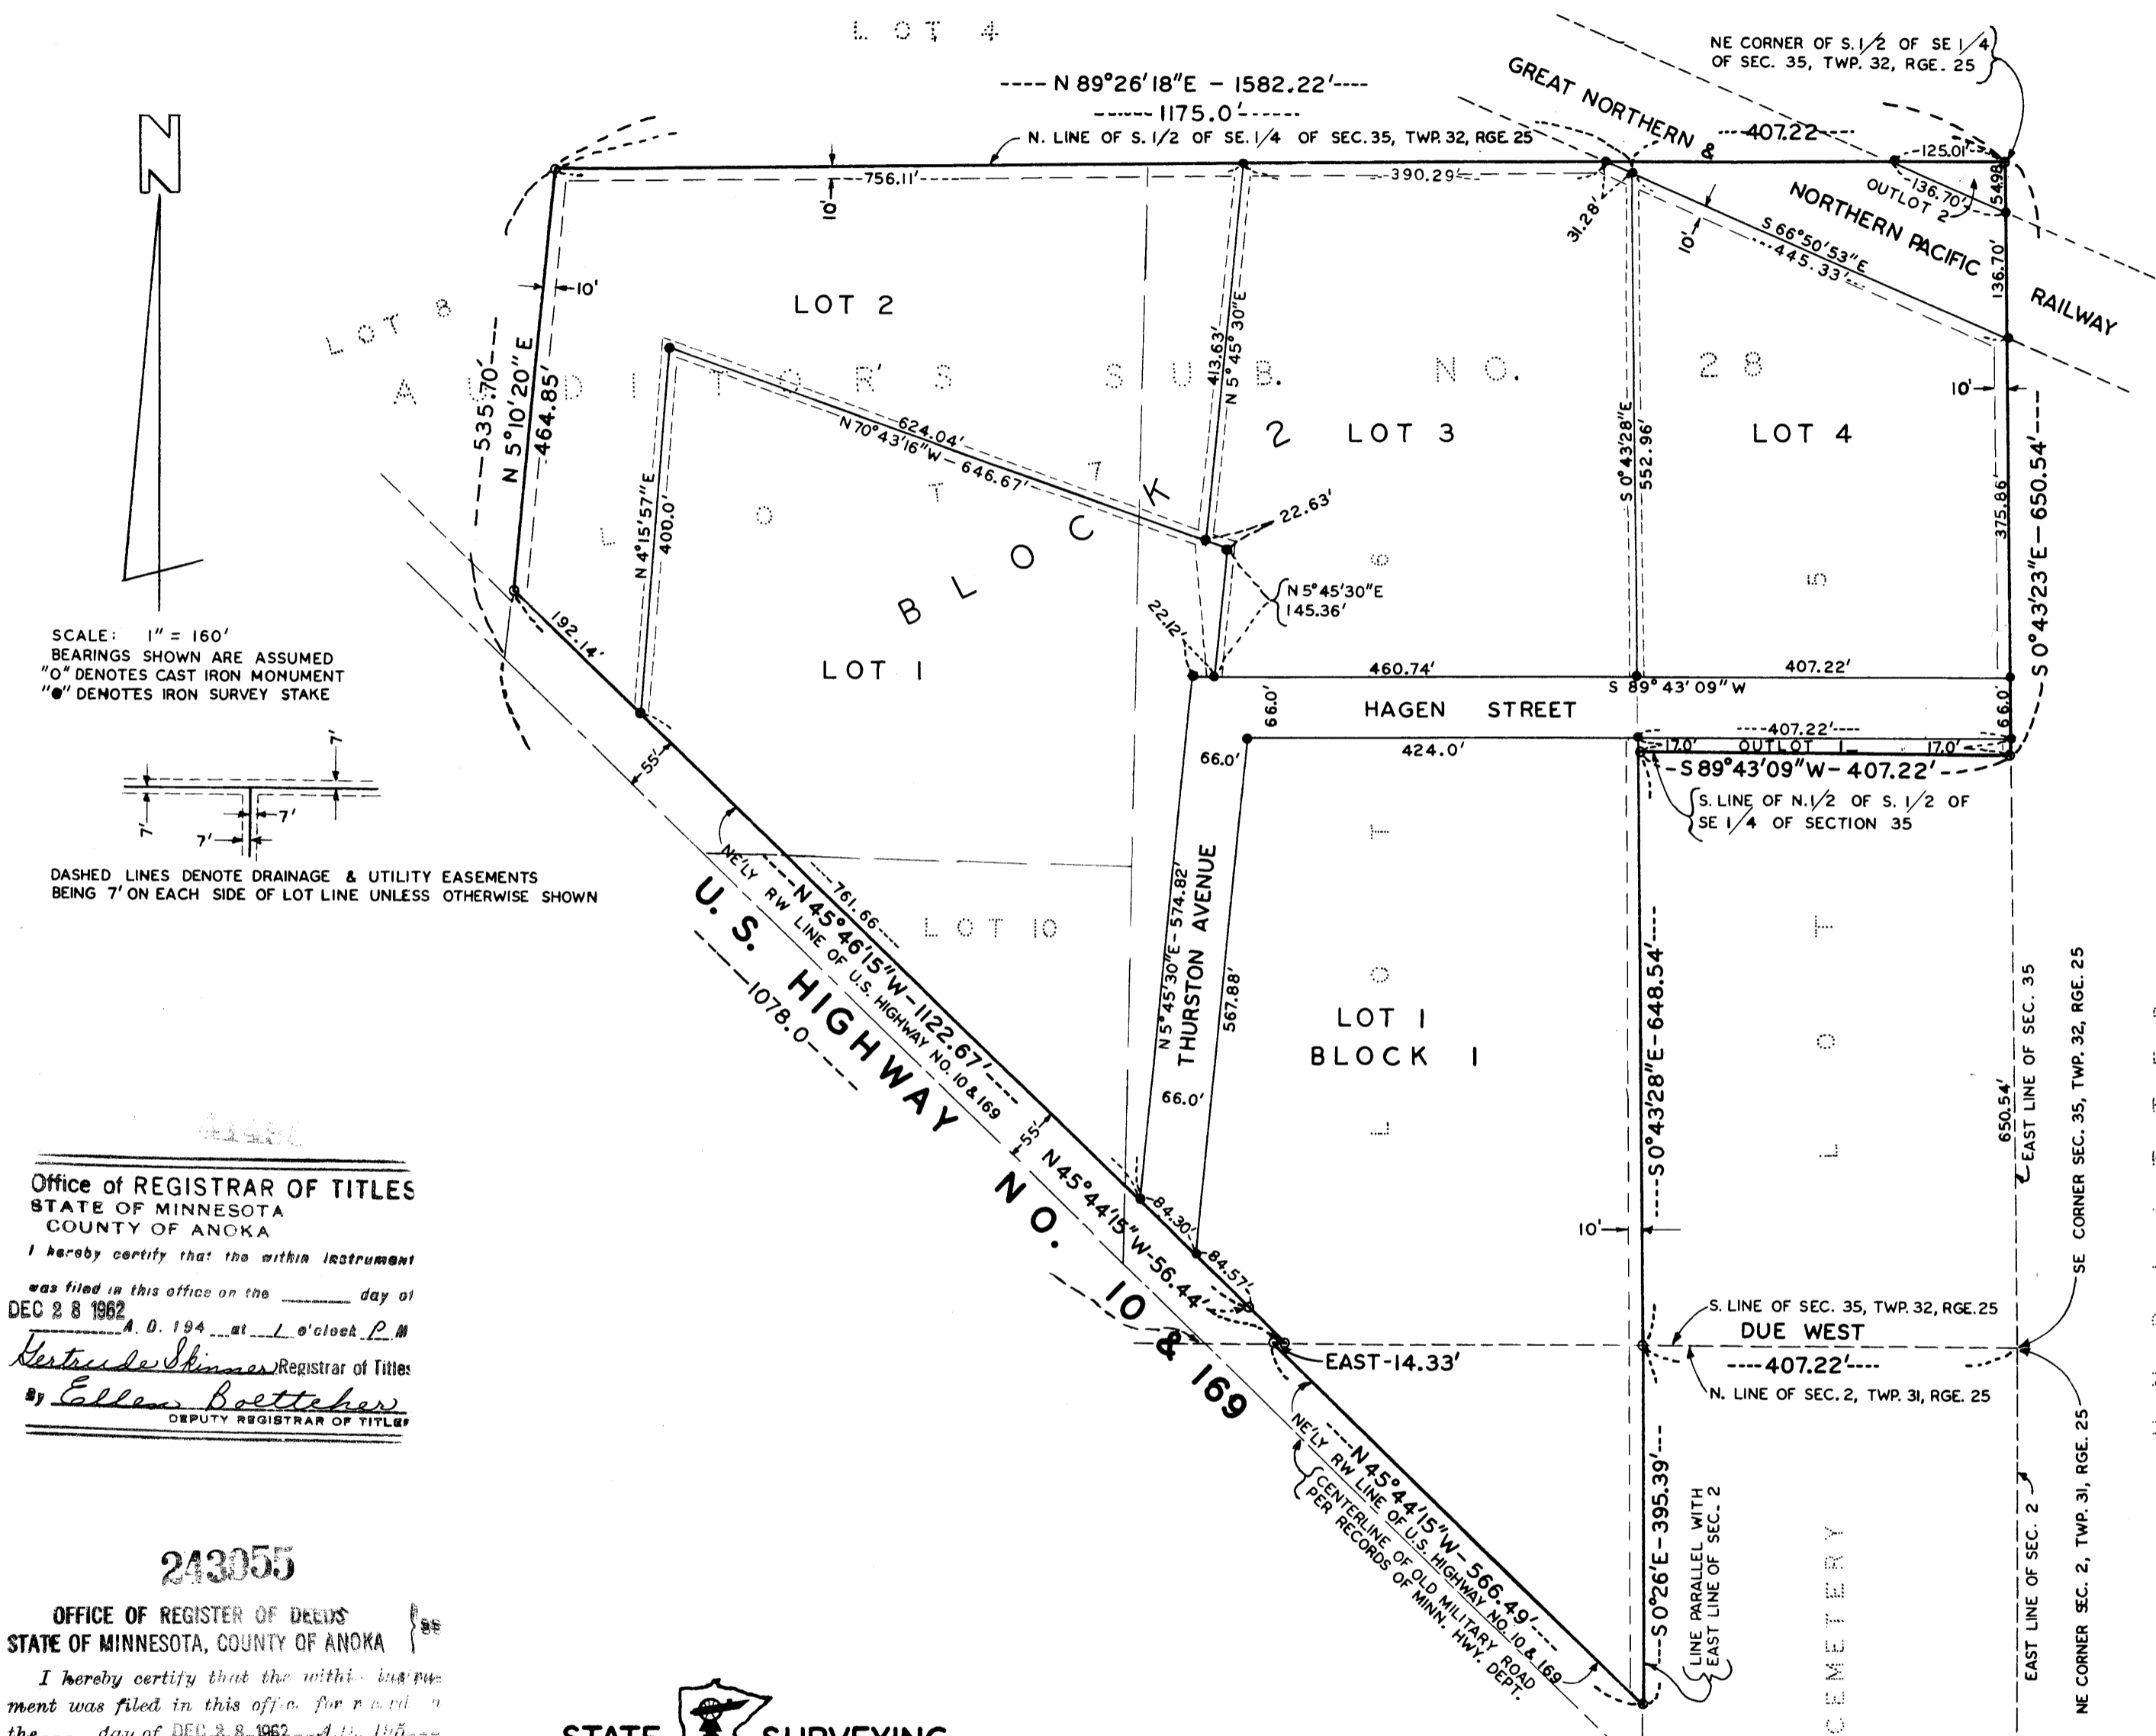 LOT 4
---- N 89°26'18"E - 1582.22'----
------ 1175.0'------
N. LINE OF S. 1/2 OF SE. 1/4 OF SEC. 35, TWP. 32, RGE. 25
NE CORNER OF S. 1/2 OF SE 1/4
OF SEC. 35, TWP. 32, RGE. 25
GREAT NORTHERN &
NORTHERN PACIFIC
RAILWAY
----407.22----
-125.01'-
-136.70'-
OUTLOT 2
54.98
136.70'
N
---756.11'----
10'
--390.29'--
31.28'
10'
S 66°50'53"E
...445.33'...
10'
LOT 8
LOT 2
AUDITOR'S SUB. NO. 28
---535.70'---
N 5°10'20" E
464.85'
413.63'
N 5°45'30"E
2
LOT 3
S 0°43'28"E
552.96'
LOT 4
10'
375.86'
--S 0°43'23"E-650.54'----
624.04'
N 70°43'16"W - 646.67'
N 4°15'57"E
400.0'
LOT 7
BLOCK
22.63'
N 5°45'30"E
145.36'
22.12'
6
5
192.14'
LOT 1
460.74'
407.22'
S 89°43'09" W
66.0'
HAGEN STREET
66.0'
SCALE: 1" = 160'
BEARINGS SHOWN ARE ASSUMED
"O" DENOTES CAST IRON MONUMENT
"●" DENOTES IRON SURVEY STAKE
7'
7'
7'
7'
DASHED LINES DENOTE DRAINAGE & UTILITY EASEMENTS
BEING 7' ON EACH SIDE OF LOT LINE UNLESS OTHERWISE SHOWN
55'
66.0'
424.0'
----407.22'----
17.0'
OUTLOT 1
17.0'
--S 89°43'09"W-407.22'---
S. LINE OF N. 1/2 OF S. 1/2 OF
SE 1/4 OF SECTION 35
----761.66----
----N 45°46'15"W-1122.67'----
NE'LY RW LINE OF U.S. HIGHWAY NO. 10 & 169
U.S. HIGHWAY NO. 10 & 169
-----1078.0-----
LOT 10
N 5°45'30"E-574.82'
THURSTON AVENUE
567.88'
66.0'
LOT
LOT 1
BLOCK 1
----S 0°43'28"E-648.54'----
LOT
650.54'
EAST LINE OF SEC. 35
SE CORNER SEC. 35, TWP. 32, RGE. 25
55'
N 45°44'15"W-56.44'
84.30'
84.57'
10'
EAST-14.33'
S. LINE OF SEC. 35, TWP. 32, RGE. 25
DUE WEST
----407.22'----
N. LINE OF SEC. 2, TWP. 31, RGE. 25
----N 45°44'15"W-566.49'----
NE'LY RW LINE OF U.S. HIGHWAY NO. 10 & 169
CENTERLINE OF OLD MILITARY ROAD
PER RECORDS OF MINN. HWY. DEPT.
---S 0°26'E-395.39'---
LINE PARALLEL WITH
EAST LINE OF SEC. 2
CEMETERY
EAST LINE OF SEC. 2
NE CORNER SEC. 2, TWP. 31, RGE. 25
Office of REGISTRAR OF TITLES
STATE OF MINNESOTA
COUNTY OF ANOKA
I hereby certify that the within instrument
was filed in this office on the ______ day of
DEC 28 1962
A. D. 194__ at 1 o'clock P M
Gertrude Skinner Registrar of Titles
By Ellen Boettcher
DEPUTY REGISTRAR OF TITLES
243055
OFFICE OF REGISTER OF DEEDS
STATE OF MINNESOTA, COUNTY OF ANOKA } ss
I hereby certify that the within instru-
ment was filed in this office for record
the day of DEC 28 1962
STATE SURVEYING